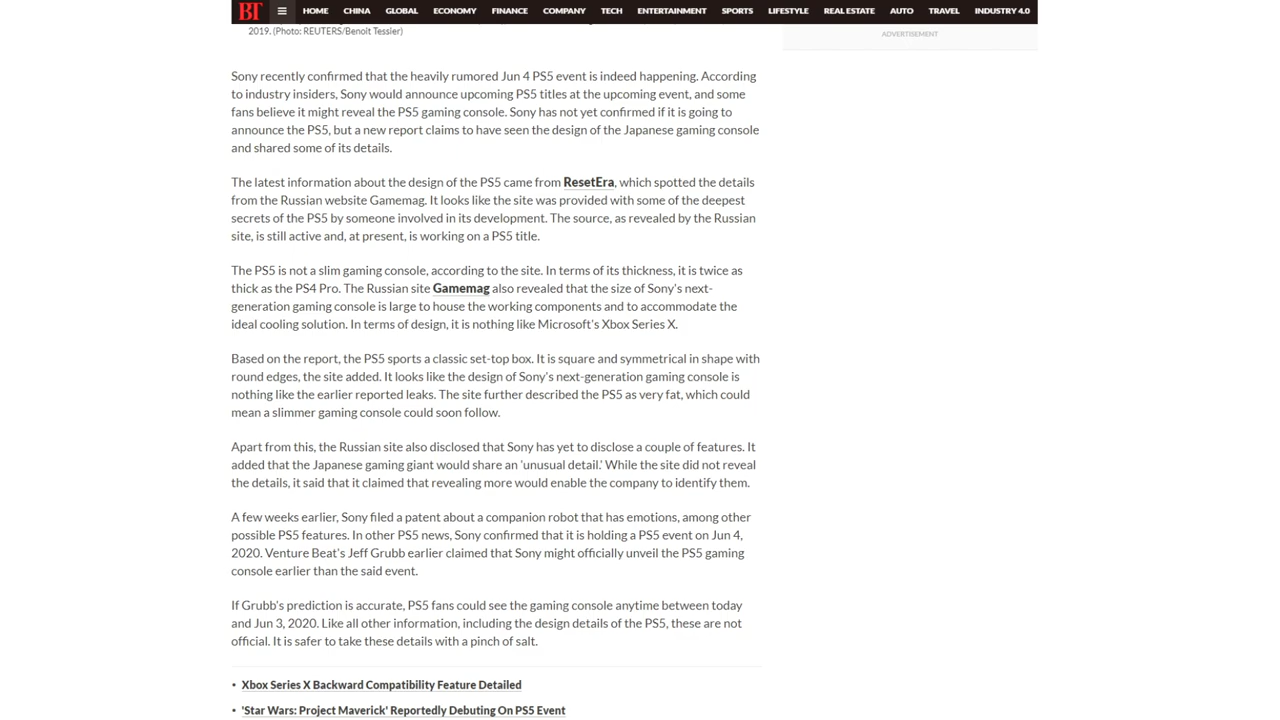 BT
HOME CHINA GLOBAL ECONOMY FINANCE COMPANY TECH ENTERTAINMENT SPORTS LIFESTYLE REAL ESTATE AUTO TRAVEL INDUSTRY 4.0
2019. (Photo: REUTERS/Benoit Tessier)
ADVERTISEMENT
Sony recently confirmed that the heavily rumored Jun 4 PS5 event is indeed happening. According
to industry insiders, Sony would announce upcoming PS5 titles at the upcoming event, and some
fans believe it might reveal the PS5 gaming console. Sony has not yet confirmed if it is going to
announce the PS5, but a new report claims to have seen the design of the Japanese gaming console
and shared some of its details.
The latest information about the design of the PS5 came from ResetEra, which spotted the details
from the Russian website Gamemag. It looks like the site was provided with some of the deepest
secrets of the PS5 by someone involved in its development. The source, as revealed by the Russian
site, is still active and, at present, is working on a PS5 title.
The PS5 is not a slim gaming console, according to the site. In terms of its thickness, it is twice as
thick as the PS4 Pro. The Russian site Gamemag also revealed that the size of Sony's next-
generation gaming console is large to house the working components and to accommodate the
ideal cooling solution. In terms of design, it is nothing like Microsoft's Xbox Series X.
Based on the report, the PS5 sports a classic set-top box. It is square and symmetrical in shape with
round edges, the site added. It looks like the design of Sony's next-generation gaming console is
nothing like the earlier reported leaks. The site further described the PS5 as very fat, which could
mean a slimmer gaming console could soon follow.
Apart from this, the Russian site also disclosed that Sony has yet to disclose a couple of features. It
added that the Japanese gaming giant would share an 'unusual detail.' While the site did not reveal
the details, it said that it claimed that revealing more would enable the company to identify them.
A few weeks earlier, Sony filed a patent about a companion robot that has emotions, among other
possible PS5 features. In other PS5 news, Sony confirmed that it is holding a PS5 event on Jun 4,
2020. Venture Beat's Jeff Grubb earlier claimed that Sony might officially unveil the PS5 gaming
console earlier than the said event.
If Grubb's prediction is accurate, PS5 fans could see the gaming console anytime between today
and Jun 3, 2020. Like all other information, including the design details of the PS5, these are not
official. It is safer to take these details with a pinch of salt.
• Xbox Series X Backward Compatibility Feature Detailed
• 'Star Wars: Project Maverick' Reportedly Debuting On PS5 Event